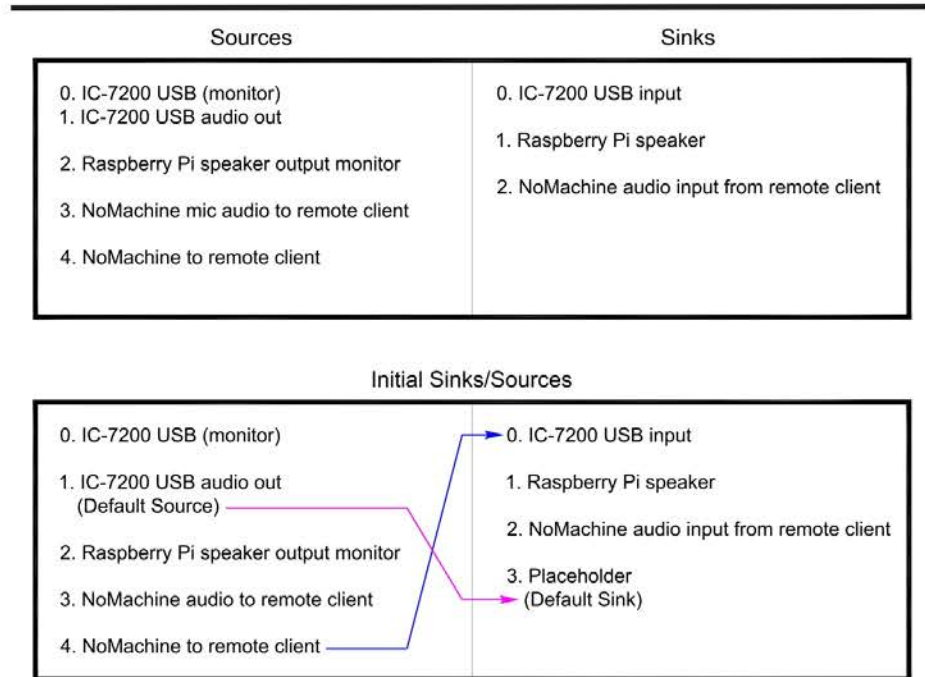 Sources
Sinks
0. IC-7200 USB (monitor)
1. IC-7200 USB audio out
2. Raspberry Pi speaker output monitor
3. NoMachine mic audio to remote client
4. NoMachine to remote client
0. IC-7200 USB input
1. Raspberry Pi speaker
2. NoMachine audio input from remote client
Initial Sinks/Sources
0. IC-7200 USB (monitor)
1. IC-7200 USB audio out
(Default Source)
2. Raspberry Pi speaker output monitor
3. NoMachine audio to remote client
4. NoMachine to remote client
0. IC-7200 USB input
1. Raspberry Pi speaker
2. NoMachine audio input from remote client
3. Placeholder
(Default Sink)